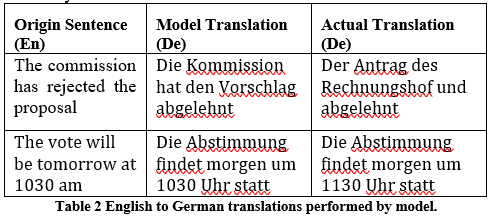 Origin Sentence (En)
Model Translation (De)
Actual Translation (De)
The commission has rejected the proposal
Die Kommission hat den Vorschlag abgelehnt
Der Antrag des Rechnungshof und abgelehnt
The vote will be tomorrow at 1030 am
Die Abstimmung findet morgen um 1030 Uhr statt
Die Abstimmung findet morgen um 1130 Uhr statt
Table 2 English to German translations performed by model.